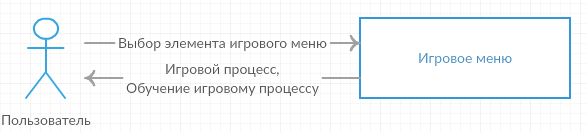 Выбор элемента игрового меню
Игровой процесс,
Обучение игровому процессу
Игровое меню
Пользователь